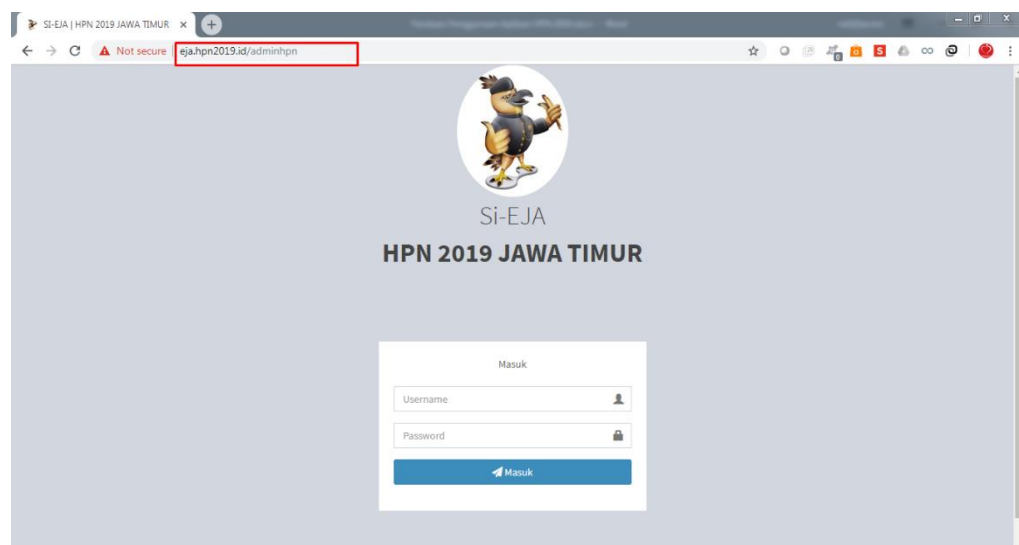 SI-EJA | HPN 2019 JAWA TIMUR
Not secure
eja.hpn2019.id/adminhpn
Si-EJA
HPN 2019 JAWA TIMUR
Masuk
Username
Password
Masuk